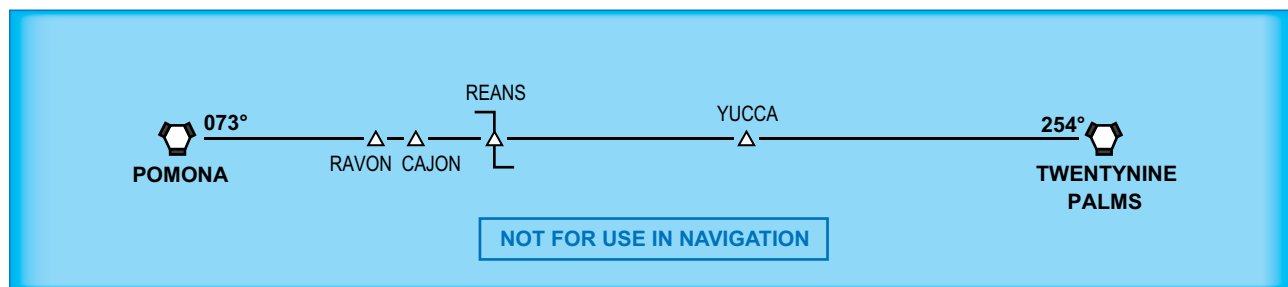 REANS
YUCCA
073°
254°
RAVON
CAJON
POMONA
TWENTYNINE
PALMS
NOT FOR USE IN NAVIGATION